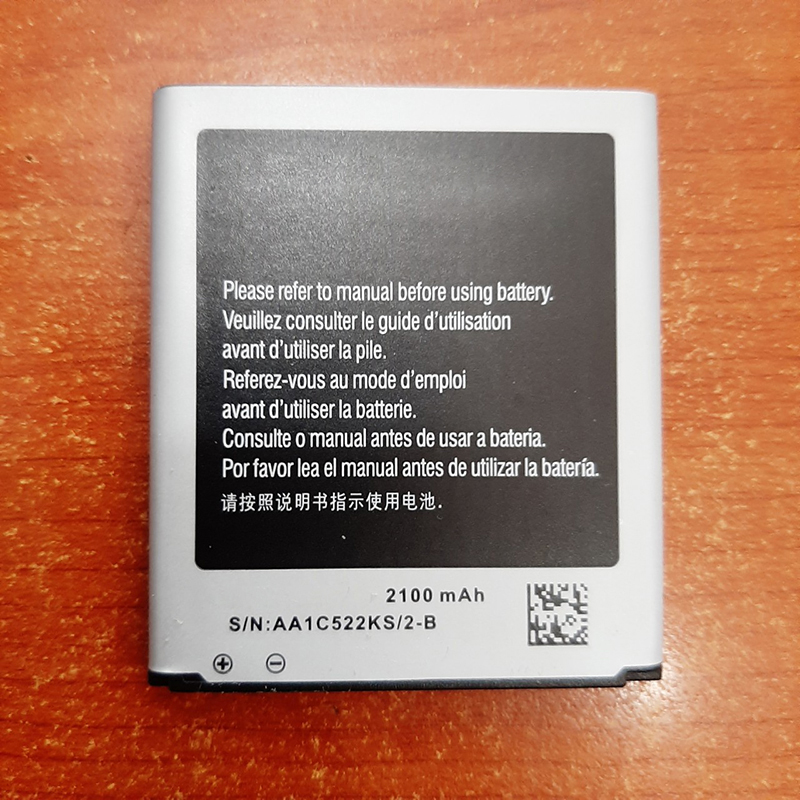 Please refer to manual before using battery.
Veuillez consulter le guide d'utilisation
avant d'utiliser la pile.
Referez-vous au mode d'emploi
avant d'utiliser la batterie.
Consulte o manual antes de usar a bateria.
Por favor lea el manual antes de utilizar la batería.
请按照说明书指示使用电池.
2100 mAh
S/N:AA1C522KS/2-B